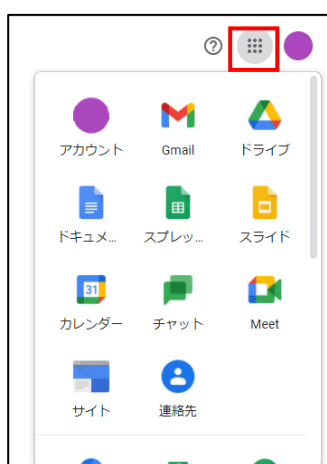 アカウント Gmail ドライブ
ドキュメ... スプレッ... スライド
31
カレンダー チャット Meet
サイト 連絡先